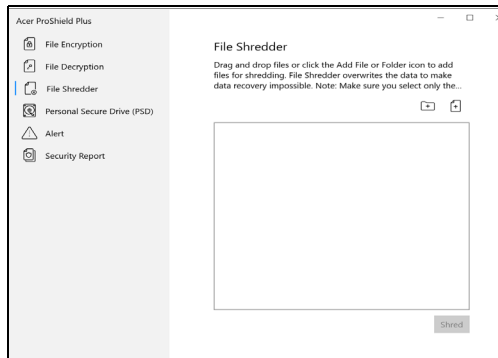 Acer ProShield Plus
File Encryption
File Decryption
File Shredder
Personal Secure Drive (PSD)
Alert
Security Report
File Shredder
Drag and drop files or click the Add File or Folder icon to add
files for shredding. File Shredder overwrites the data to make
data recovery impossible. Note: Make sure you select only the...
Shred